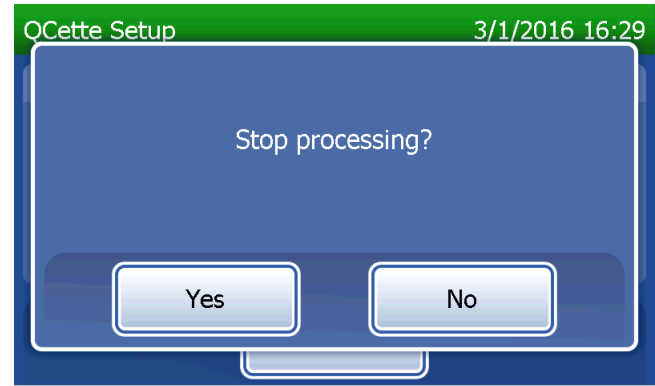 QCette Setup 3/1/2016 16:29
Stop processing?
Yes No